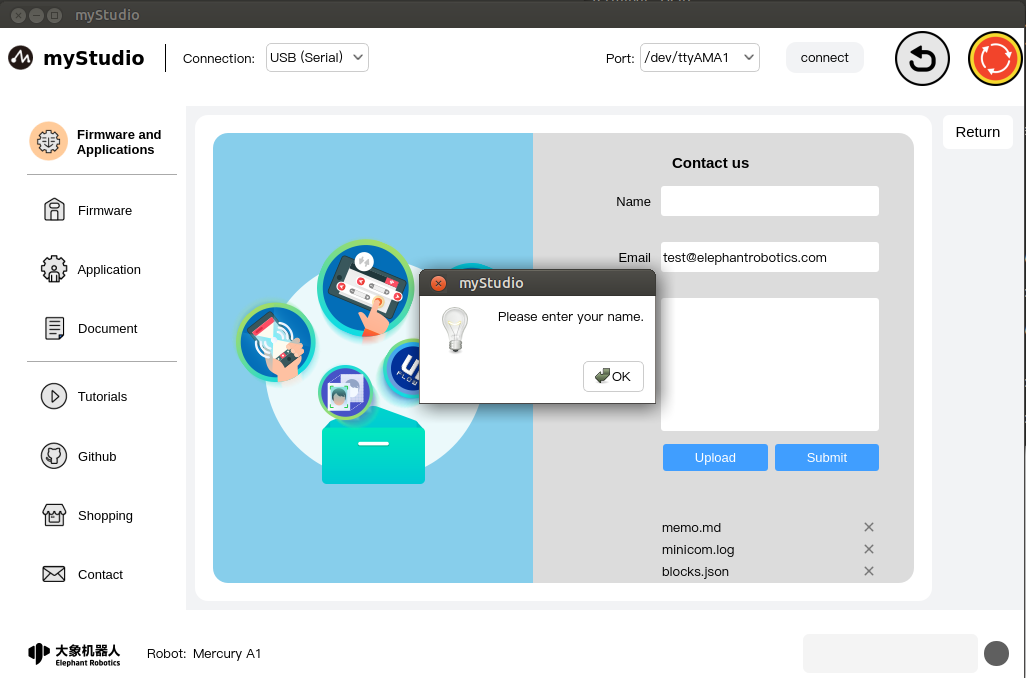 myStudio
myStudio
Connection:
USB (Serial)
Port:
/dev/ttyAMA1
connect
Firmware and
Applications
Firmware
Application
Document
Tutorials
Github
Shopping
Contact
Return
Contact us
Name
Email
test@elephantrobotics.com
myStudio
Please enter your name.
OK
Upload
Submit
memo.md
minicom.log
blocks.json
大象机器人
Elephant Robotics
Robot: Mercury A1